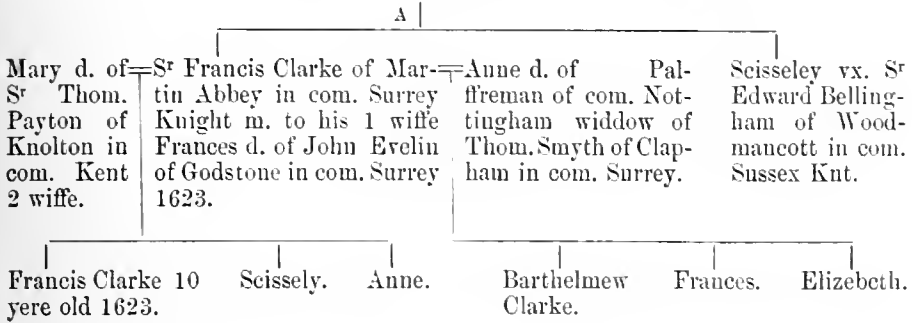 A
Mary d. of
Sr Thom.
Payton of
Knolton in
com. Kent
2 wiffe.
Sr Francis Clarke of Mar-
tin Abbey in com. Surrey
Knight m. to his 1 wiffe
Frances d. of John Evelin
of Godstone in com. Surrey
1623.
Anne d. of Pal-
ffreman of com. Not-
tingham widdow of
Thom. Smyth of Clap-
ham in com. Surrey.
Scisseley vx. Sr
Edward Belling-
ham of Wood-
mancott in com.
Sussex Knt.
Francis Clarke 10
yere old 1623.
Scissely.
Anne.
Barthelmew
Clarke.
Frances.
Elizebeth.